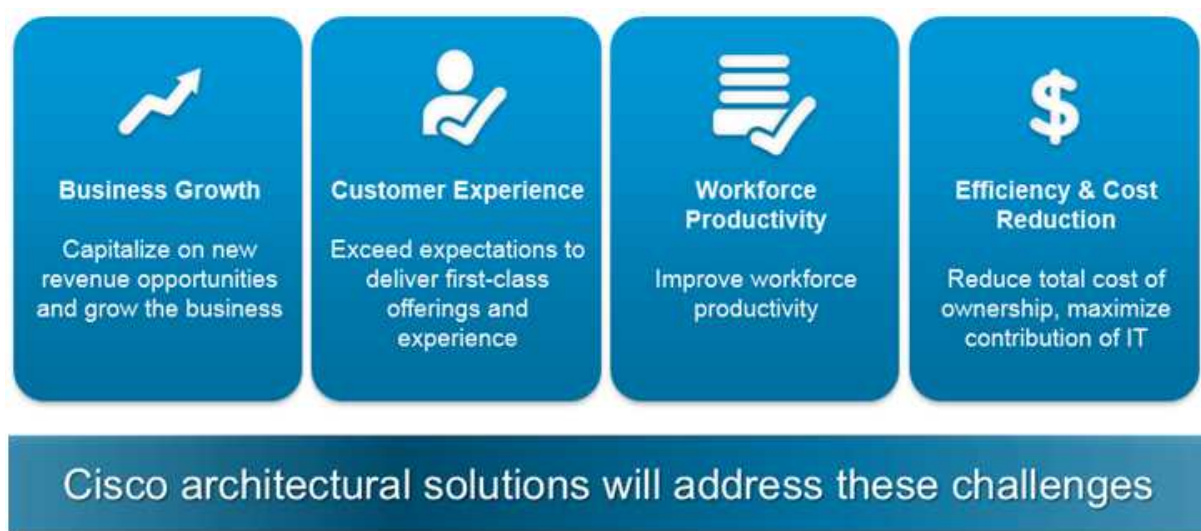 Business Growth
Capitalize on new
revenue opportunities
and grow the business
Customer Experience
Exceed expectations to
deliver first-class
offerings and
experience
Workforce
Productivity
Improve workforce
productivity
Efficiency & Cost
Reduction
Reduce total cost of
ownership, maximize
contribution of IT
Cisco architectural solutions will address these challenges